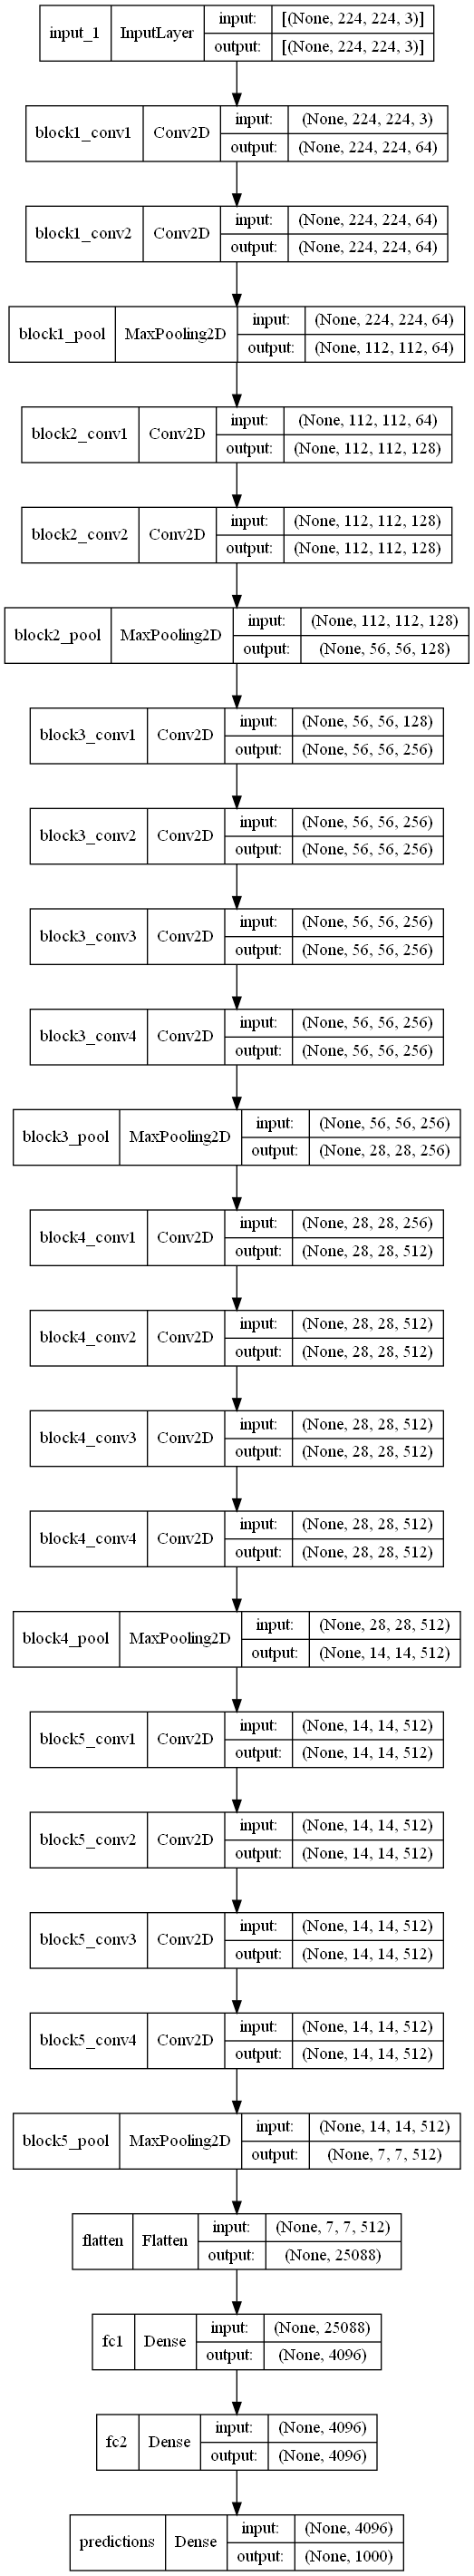 input_1 InputLayer input: [(None, 224, 224, 3)]
output: [(None, 224, 224, 3)]
block1_conv1 Conv2D input: (None, 224, 224, 3)
output: (None, 224, 224, 64)
block1_conv2 Conv2D input: (None, 224, 224, 64)
output: (None, 224, 224, 64)
block1_pool MaxPooling2D input: (None, 224, 224, 64)
output: (None, 112, 112, 64)
block2_conv1 Conv2D input: (None, 112, 112, 64)
output: (None, 112, 112, 128)
block2_conv2 Conv2D input: (None, 112, 112, 128)
output: (None, 112, 112, 128)
block2_pool MaxPooling2D input: (None, 112, 112, 128)
output: (None, 56, 56, 128)
block3_conv1 Conv2D input: (None, 56, 56, 128)
output: (None, 56, 56, 256)
block3_conv2 Conv2D input: (None, 56, 56, 256)
output: (None, 56, 56, 256)
block3_conv3 Conv2D input: (None, 56, 56, 256)
output: (None, 56, 56, 256)
block3_conv4 Conv2D input: (None, 56, 56, 256)
output: (None, 56, 56, 256)
block3_pool MaxPooling2D input: (None, 56, 56, 256)
output: (None, 28, 28, 256)
block4_conv1 Conv2D input: (None, 28, 28, 256)
output: (None, 28, 28, 512)
block4_conv2 Conv2D input: (None, 28, 28, 512)
output: (None, 28, 28, 512)
block4_conv3 Conv2D input: (None, 28, 28, 512)
output: (None, 28, 28, 512)
block4_conv4 Conv2D input: (None, 28, 28, 512)
output: (None, 28, 28, 512)
block4_pool MaxPooling2D input: (None, 28, 28, 512)
output: (None, 14, 14, 512)
block5_conv1 Conv2D input: (None, 14, 14, 512)
output: (None, 14, 14, 512)
block5_conv2 Conv2D input: (None, 14, 14, 512)
output: (None, 14, 14, 512)
block5_conv3 Conv2D input: (None, 14, 14, 512)
output: (None, 14, 14, 512)
block5_conv4 Conv2D input: (None, 14, 14, 512)
output: (None, 14, 14, 512)
block5_pool MaxPooling2D input: (None, 14, 14, 512)
output: (None, 7, 7, 512)
flatten Flatten input: (None, 7, 7, 512)
output: (None, 25088)
fc1 Dense input: (None, 25088)
output: (None, 4096)
fc2 Dense input: (None, 4096)
output: (None, 4096)
predictions Dense input: (None, 4096)
output: (None, 1000)